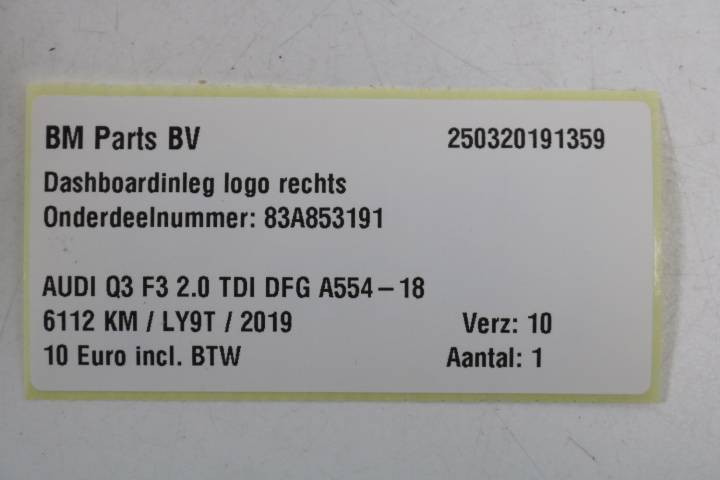 BM Parts BV 250320191359
Dashboardinleg logo rechts
Onderdeelnummer: 83A853191
AUDI Q3 F3 2.0 TDI DFG A554-18
6112 KM / LY9T / 2019 Verz: 10
10 Euro incl. BTW Aantal: 1